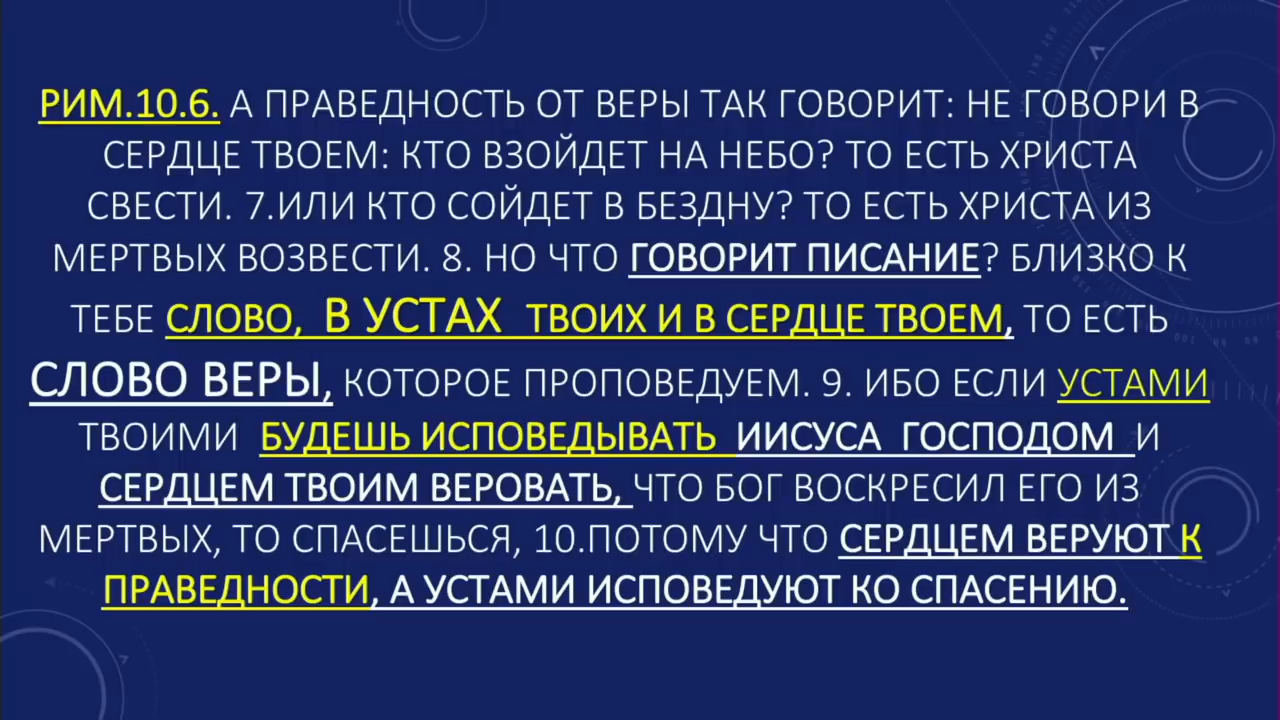 РИМ.10.6. А ПРАВЕДНОСТЬ ОТ ВЕРЫ ТАК ГОВОРИТ: НЕ ГОВОРИ В
СЕРДЦЕ ТВОЕМ: КТО ВЗОЙДЕТ НА НЕБО? ТО ЕСТЬ ХРИСТА
СВЕСТИ. 7.ИЛИ КТО СОЙДЕТ В БЕЗДНУ? ТО ЕСТЬ ХРИСТА ИЗ
МЕРТВЫХ ВОЗВЕСТИ. 8. НО ЧТО ГОВОРИТ ПИСАНИЕ? БЛИЗКО К
ТЕБЕ СЛОВО, В УСТАХ ТВОИХ И В СЕРДЦЕ ТВОЕМ, ТО ЕСТЬ
СЛОВО ВЕРЫ, КОТОРОЕ ПРОПОВЕДУЕМ. 9. ИБО ЕСЛИ УСТАМИ
ТВОИМИ БУДЕШЬ ИСПОВЕДЫВАТЬ ИИСУСА ГОСПОДОМ И
СЕРДЦЕМ ТВОИМ ВЕРОВАТЬ, ЧТО БОГ ВОСКРЕСИЛ ЕГО ИЗ
МЕРТВЫХ, ТО СПАСЕШЬСЯ, 10.ПОТОМУ ЧТО СЕРДЦЕМ ВЕРУЮТ К
ПРАВЕДНОСТИ, А УСТАМИ ИСПОВЕДУЮТ КО СПАСЕНИЮ.